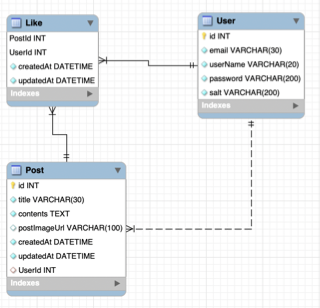 Like
PostId INT
UserId INT
createdAt DATETIME
updatedAt DATETIME
Indexes
User
id INT
email VARCHAR(30)
userName VARCHAR(20)
password VARCHAR(200)
salt VARCHAR(200)
Indexes
Post
id INT
title VARCHAR(30)
contents TEXT
postImageUrl VARCHAR(100)
createdAt DATETIME
updatedAt DATETIME
UserId INT
Indexes